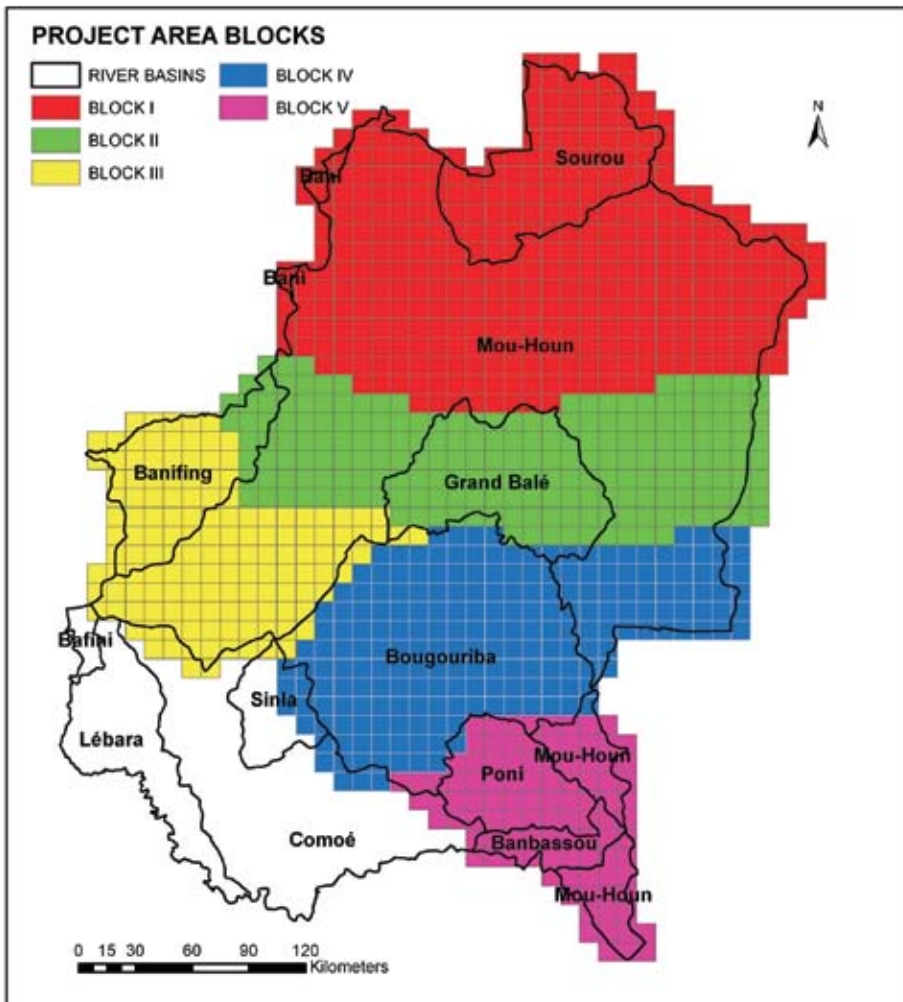 PROJECT AREA BLOCKS
RIVER BASINS
BLOCK I
BLOCK II
BLOCK III
BLOCK IV
BLOCK V
N
Sourou
Bani
Bani
Mou-Houn
Banifing
Grand Balé
Bafini
Bougouriba
Sinla
Lébara
Mou-Houn
Poni
Comoé
Banbassou
Mou-Houn
0 15 30 60 90 120
Kilometers